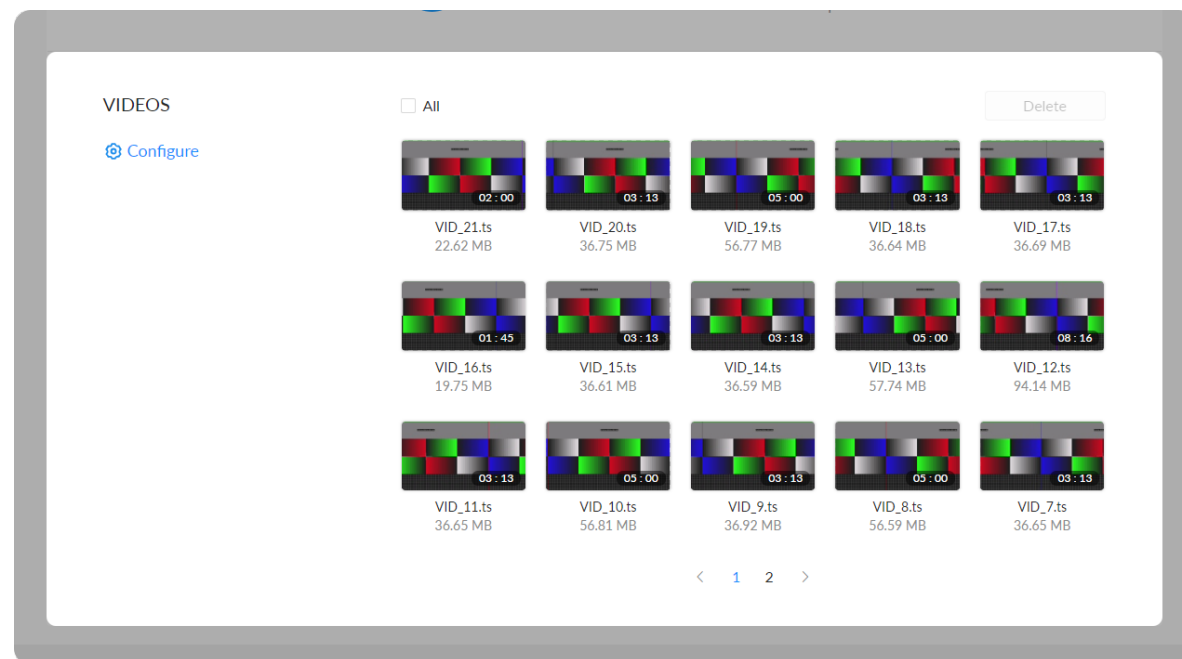 VIDEOS
Configure
All
Delete
02 : 00
03 : 13
05 : 00
03 : 13
03 : 13
VID_21.ts
VID_20.ts
VID_19.ts
VID_18.ts
VID_17.ts
22.62 MB
36.75 MB
56.77 MB
36.64 MB
36.69 MB
01 : 45
03 : 13
03 : 13
05 : 00
08 : 16
VID_16.ts
VID_15.ts
VID_14.ts
VID_13.ts
VID_12.ts
19.75 MB
36.61 MB
36.59 MB
57.74 MB
94.14 MB
03 : 13
05 : 00
03 : 13
05 : 00
03 : 13
VID_11.ts
VID_10.ts
VID_9.ts
VID_8.ts
VID_7.ts
36.65 MB
56.81 MB
36.92 MB
56.59 MB
36.65 MB
1 2